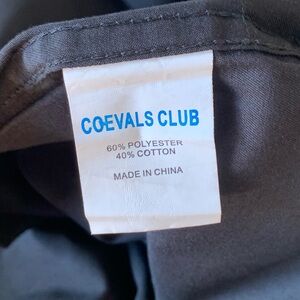 COEVALS CLUB
60% POLYESTER
40% COTTON
MADE IN CHINA